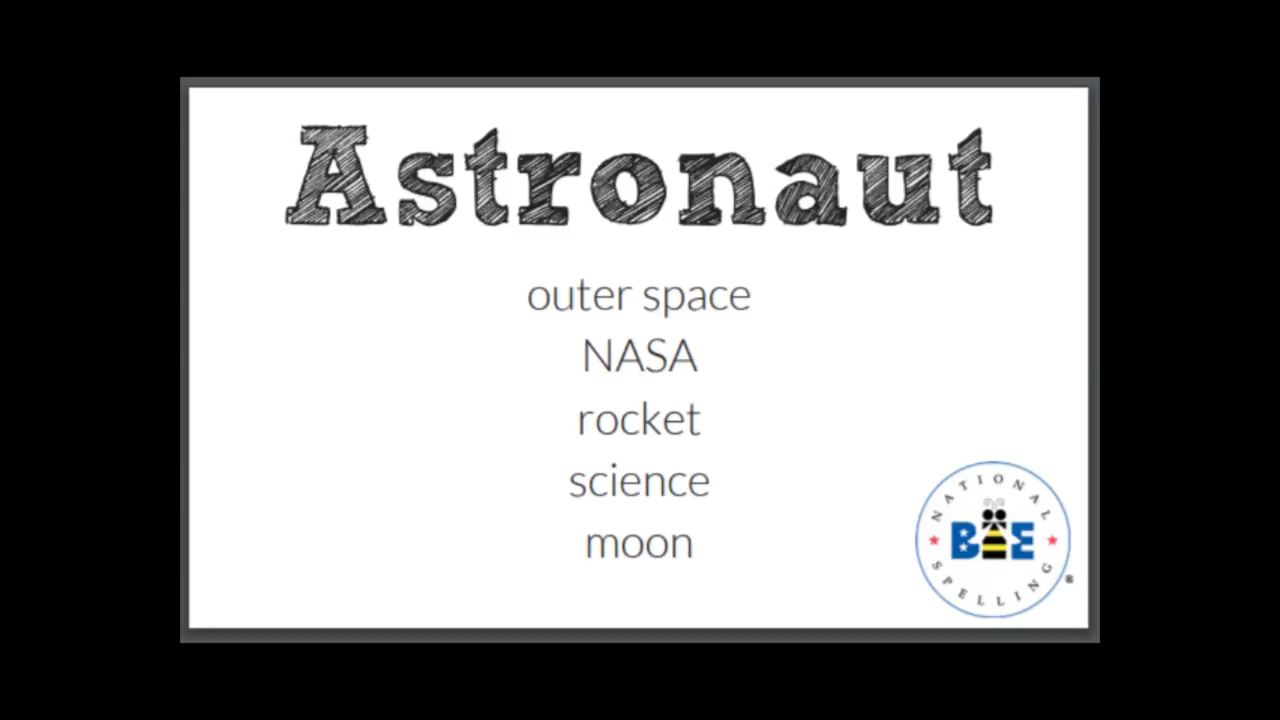 Astronaut
outer space
NASA
rocket
science
moon
NATIONAL
BEE
SPELLING
®